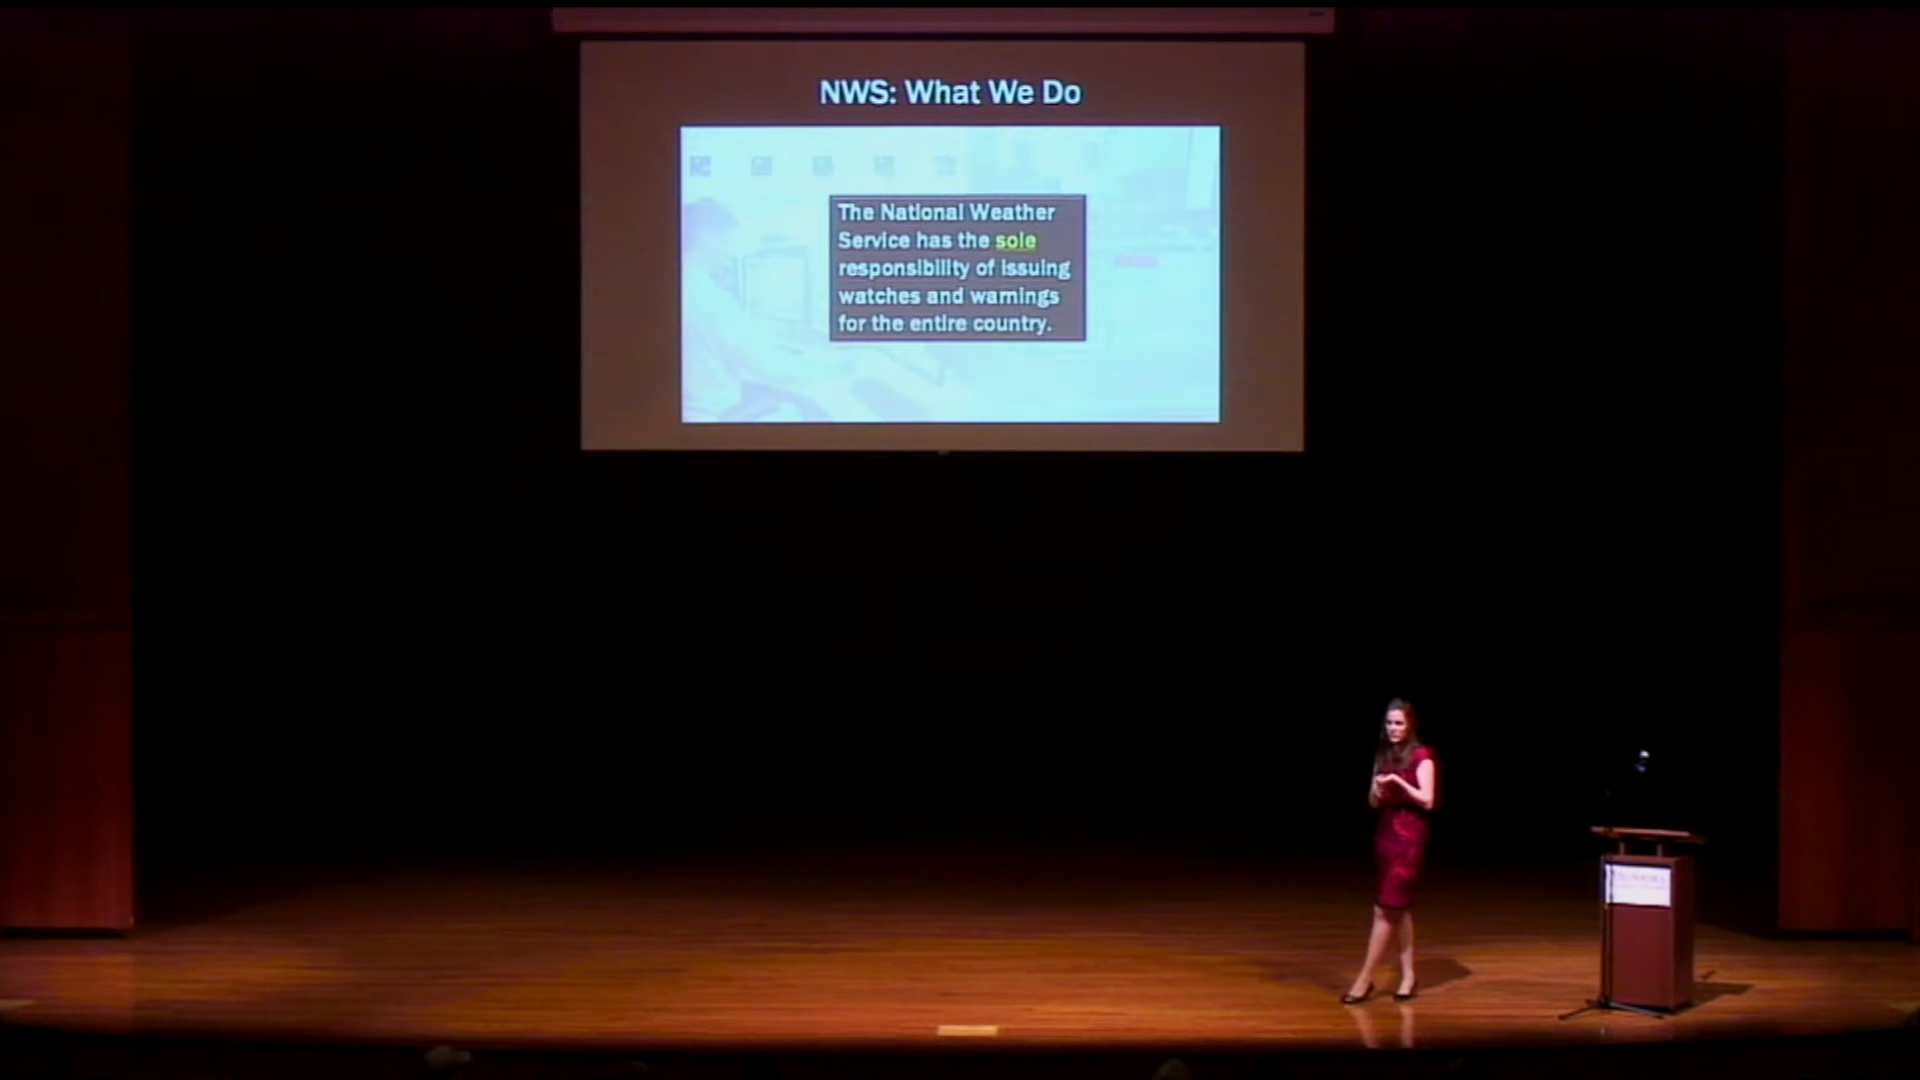 NWS: What We Do
The National Weather
Service has the sole
responsibility of issuing
watches and warnings
for the entire country.